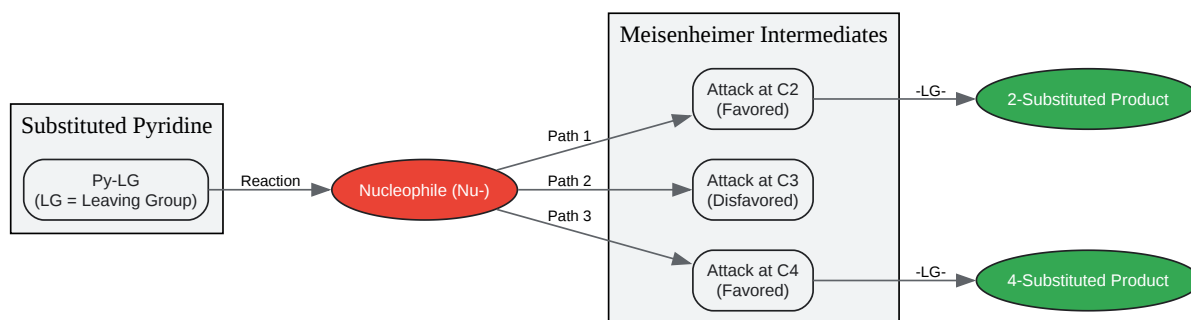 Substituted Pyridine
Py-LG
(LG = Leaving Group)
Reaction
Nucleophile (Nu-)
Path 1
Path 2
Path 3
Meisenheimer Intermediates
Attack at C2
(Favored)
Attack at C3
(Disfavored)
Attack at C4
(Favored)
-LG-
2-Substituted Product
-LG-
4-Substituted Product